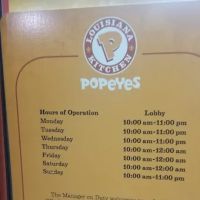 LOUISIANA
KITCHEN
POPEYES
Hours of Operation Lobby
Monday 10:00 am-11:00 pm
Tuesday 10:00 am-11:00 pm
Wednesday 10:00 am-11:00 pm
Thursday 10:00 am-12:00 am
Friday 10:00 am-12:00 am
Saturday 10:00 am-12:00 am
Sunday 10:00 am-11:00 pm
The Manager on Duty